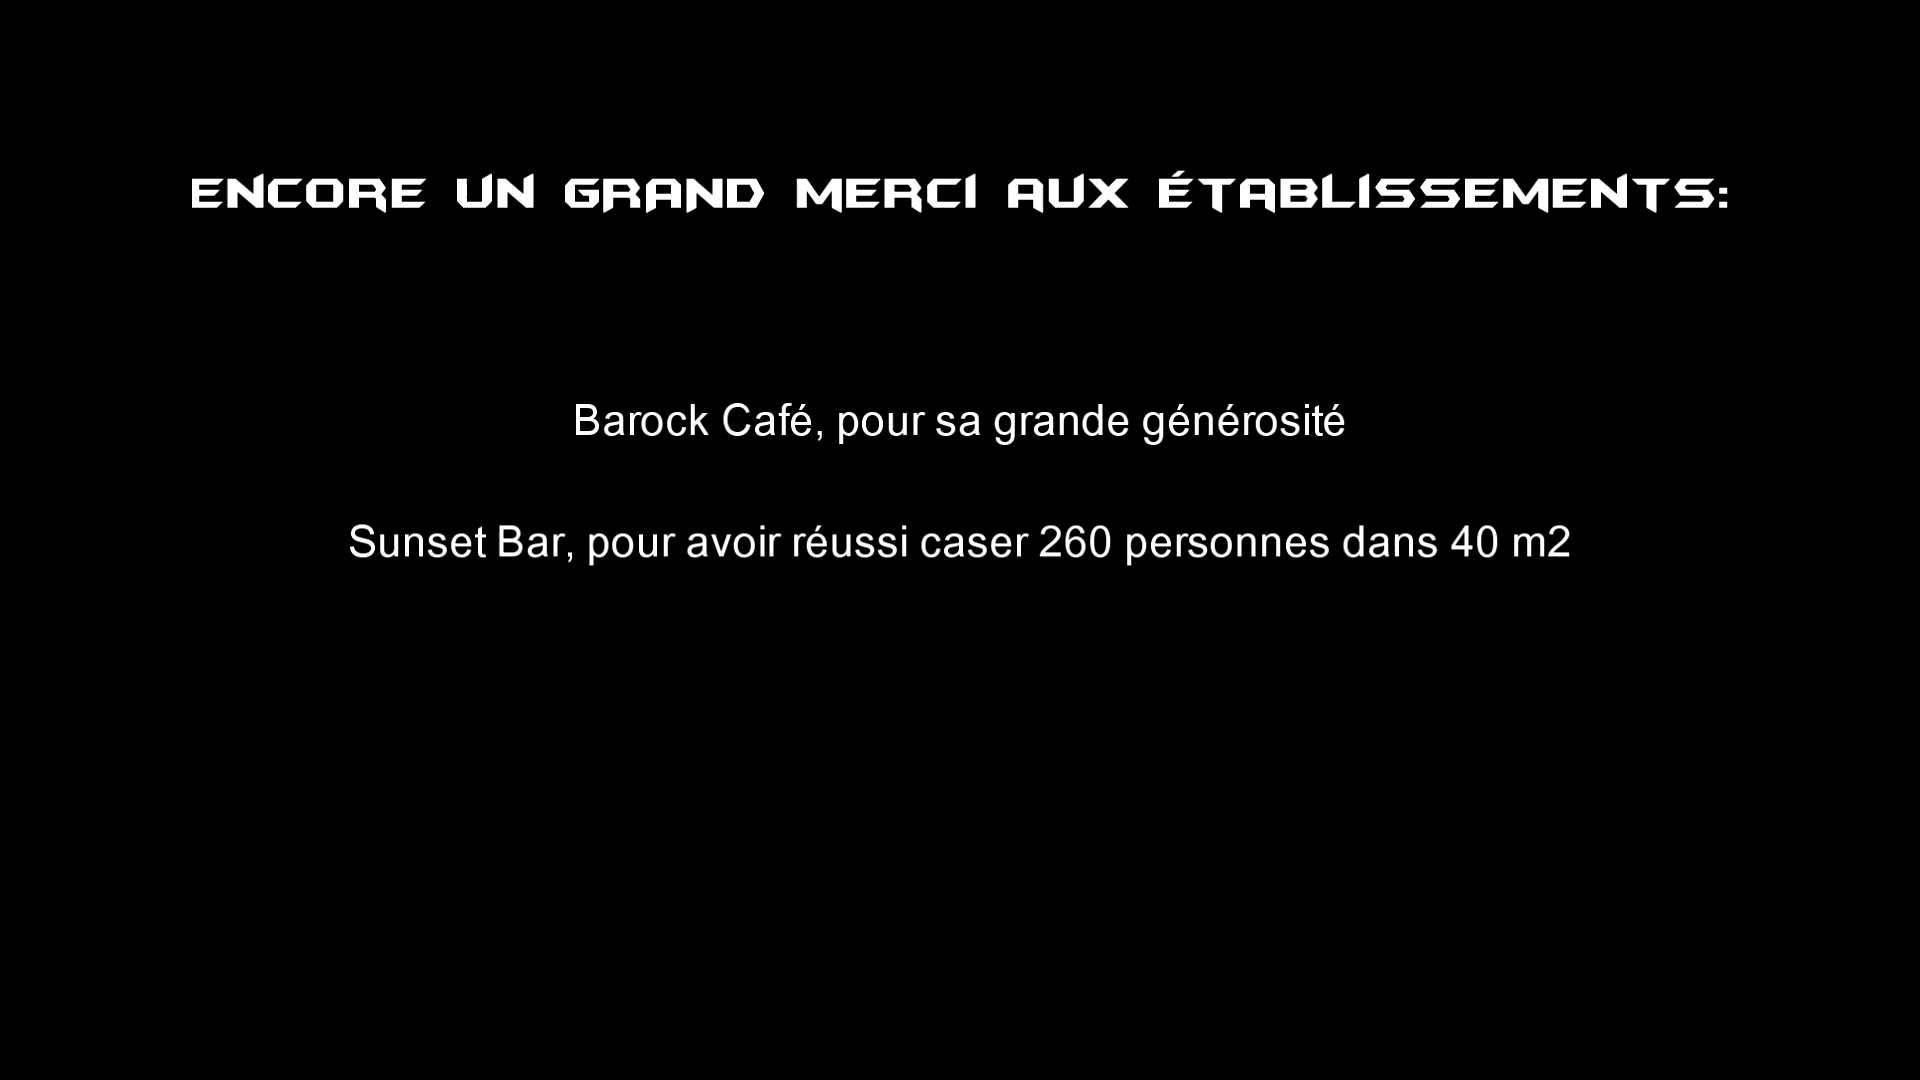 ENCORE UN GRAND MERCI AUX ÉTABLISSEMENTS:
Barock Café, pour sa grande générosité
Sunset Bar, pour avoir réussi caser 260 personnes dans 40 m2